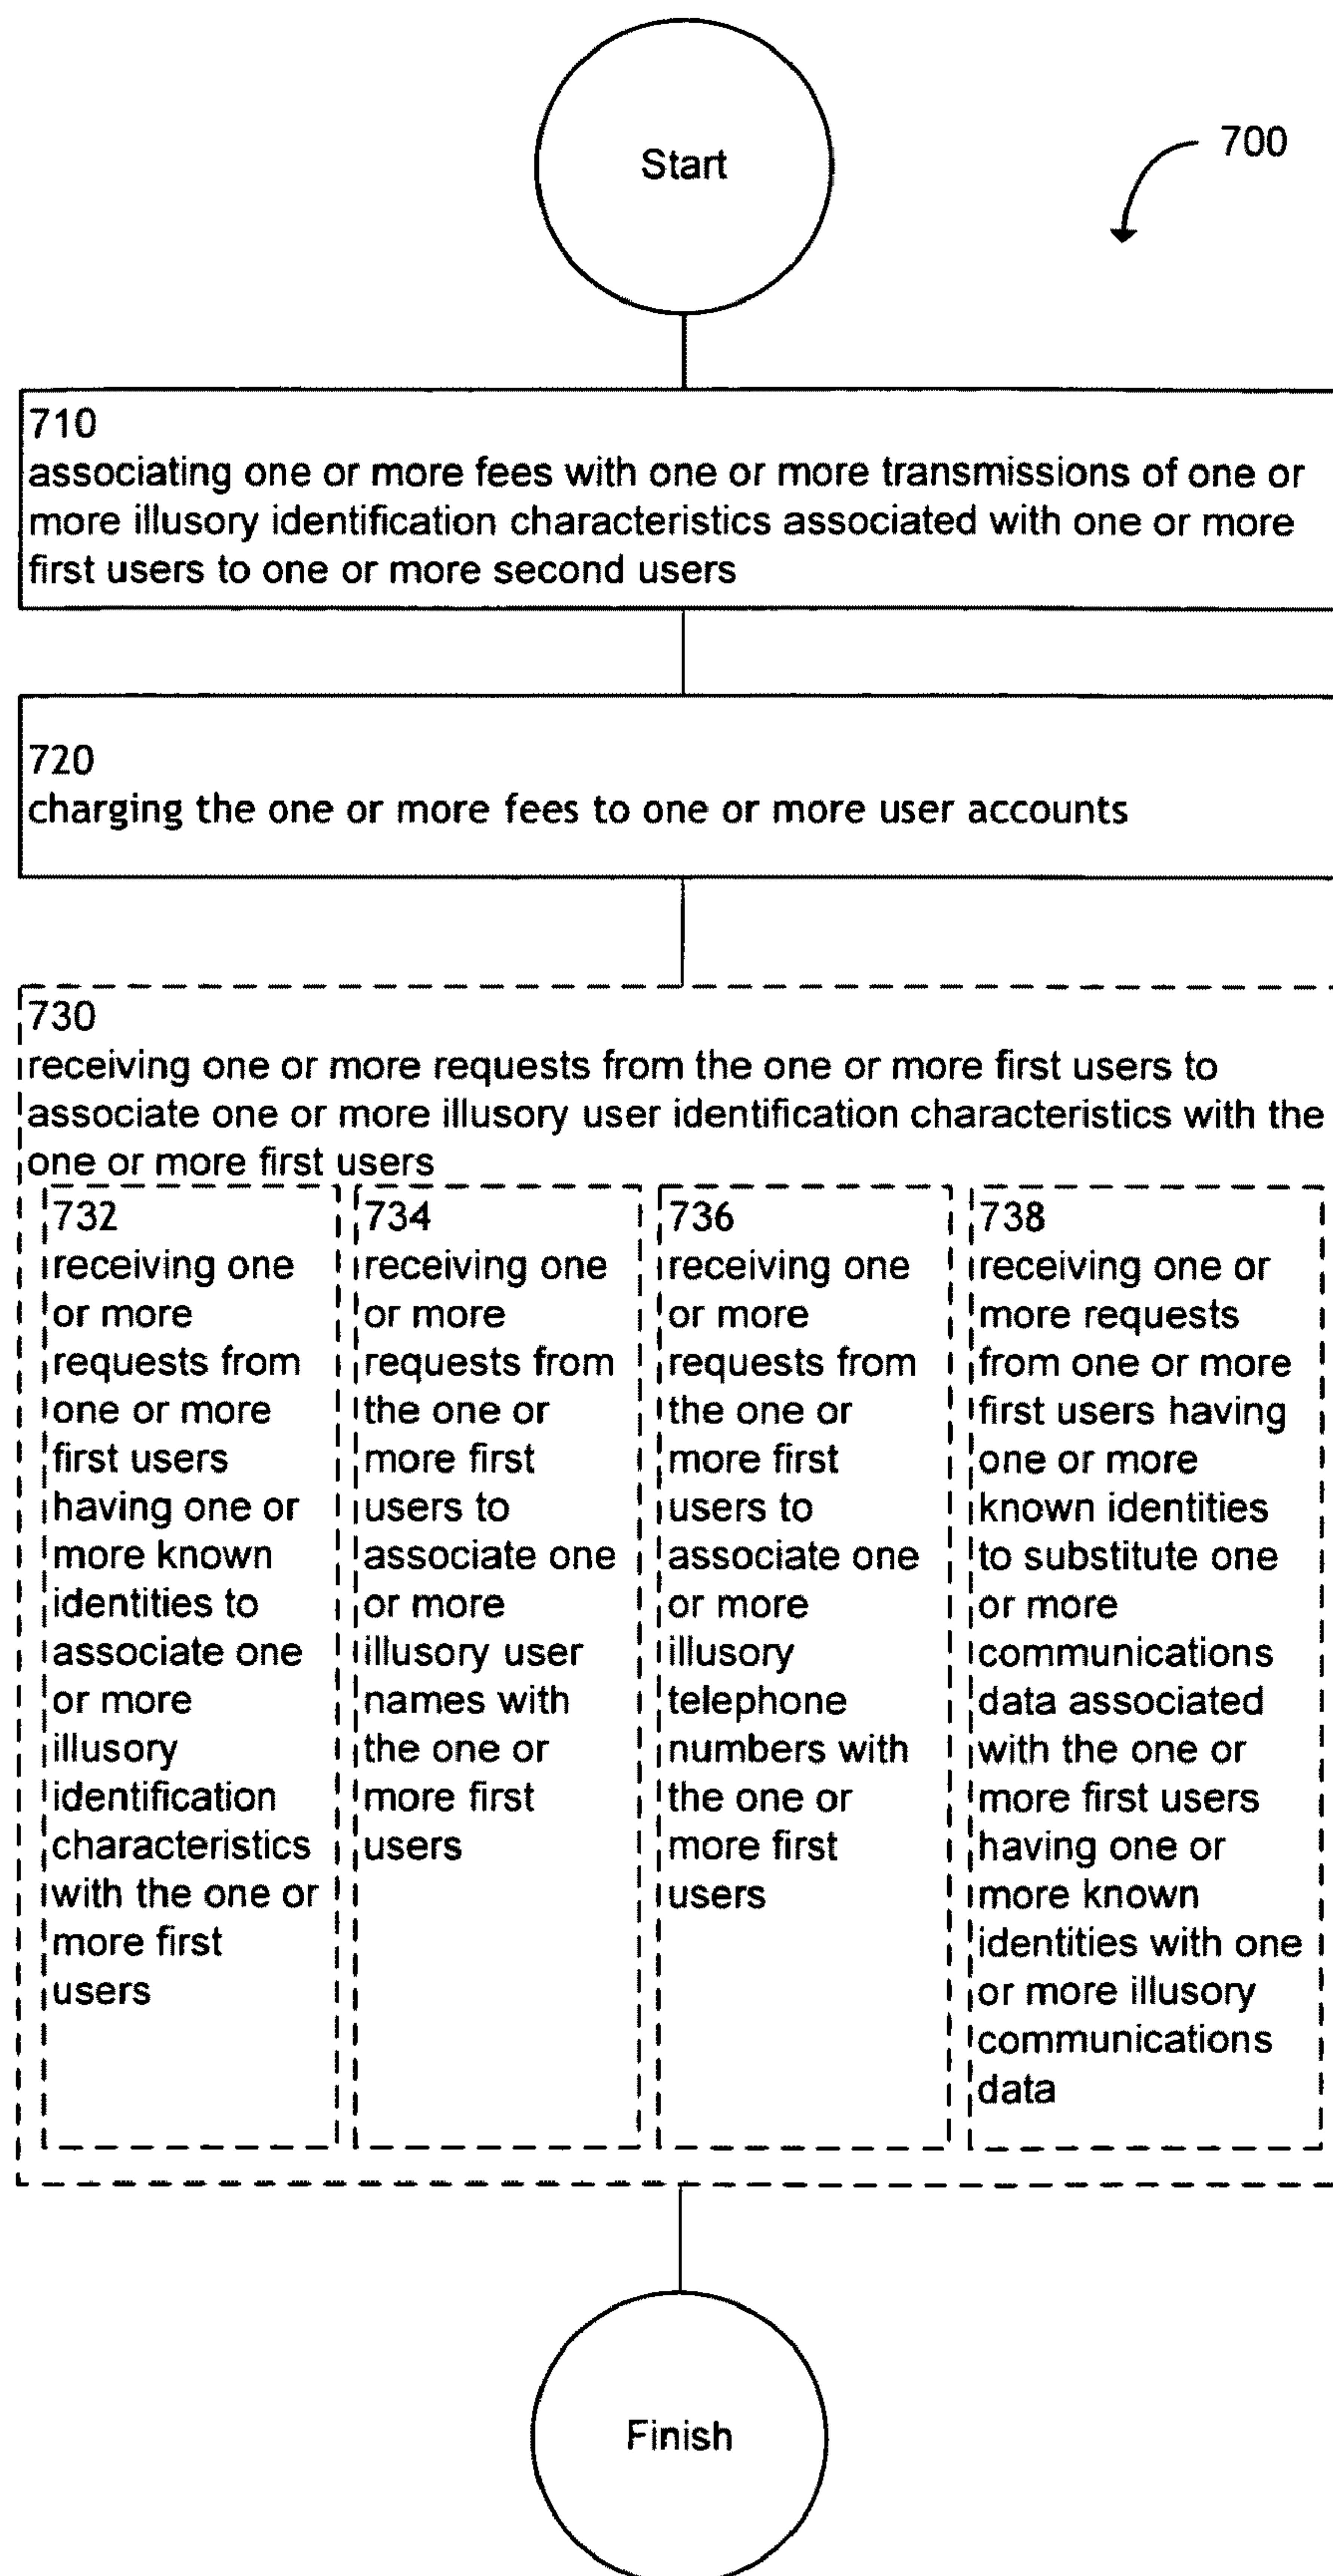 Start
700
710
associating one or more fees with one or more transmissions of one or
more illusory identification characteristics associated with one or more
first users to one or more second users
720
charging the one or more fees to one or more user accounts
730
receiving one or more requests from the one or more first users to
associate one or more illusory user identification characteristics with the
one or more first users
732
receiving one
or more
requests from
one or more
first users
having one or
more known
identities to
associate one
or more
illusory
identification
characteristics
with the one or
more first
users
734
receiving one
or more
requests from
the one or
more first
users to
associate one
or more
illusory user
names with
the one or
more first
users
736
receiving one
or more
requests from
the one or
more first
users to
associate one
or more
illusory
telephone
numbers with
the one or
more first
users
738
receiving one or
more requests
from one or more
first users having
one or more
known identities
to substitute one
or more
communications
data associated
with the one or
more first users
having one or
more known
identities with one
or more illusory
communications
data
Finish